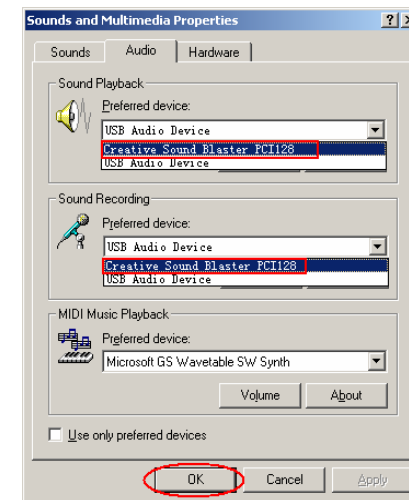 Sounds and Multimedia Properties
Sounds Audio Hardware
Sound Playback
Preferred device:
USB Audio Device
Creative Sound Blaster PCI128
USB Audio Device
Sound Recording
Preferred device:
USB Audio Device
Creative Sound Blaster PCI128
USB Audio Device
MIDI Music Playback
Preferred device:
Microsoft GS Wavetable SW Synth
Volume About
Use only preferred devices
OK Cancel Apply